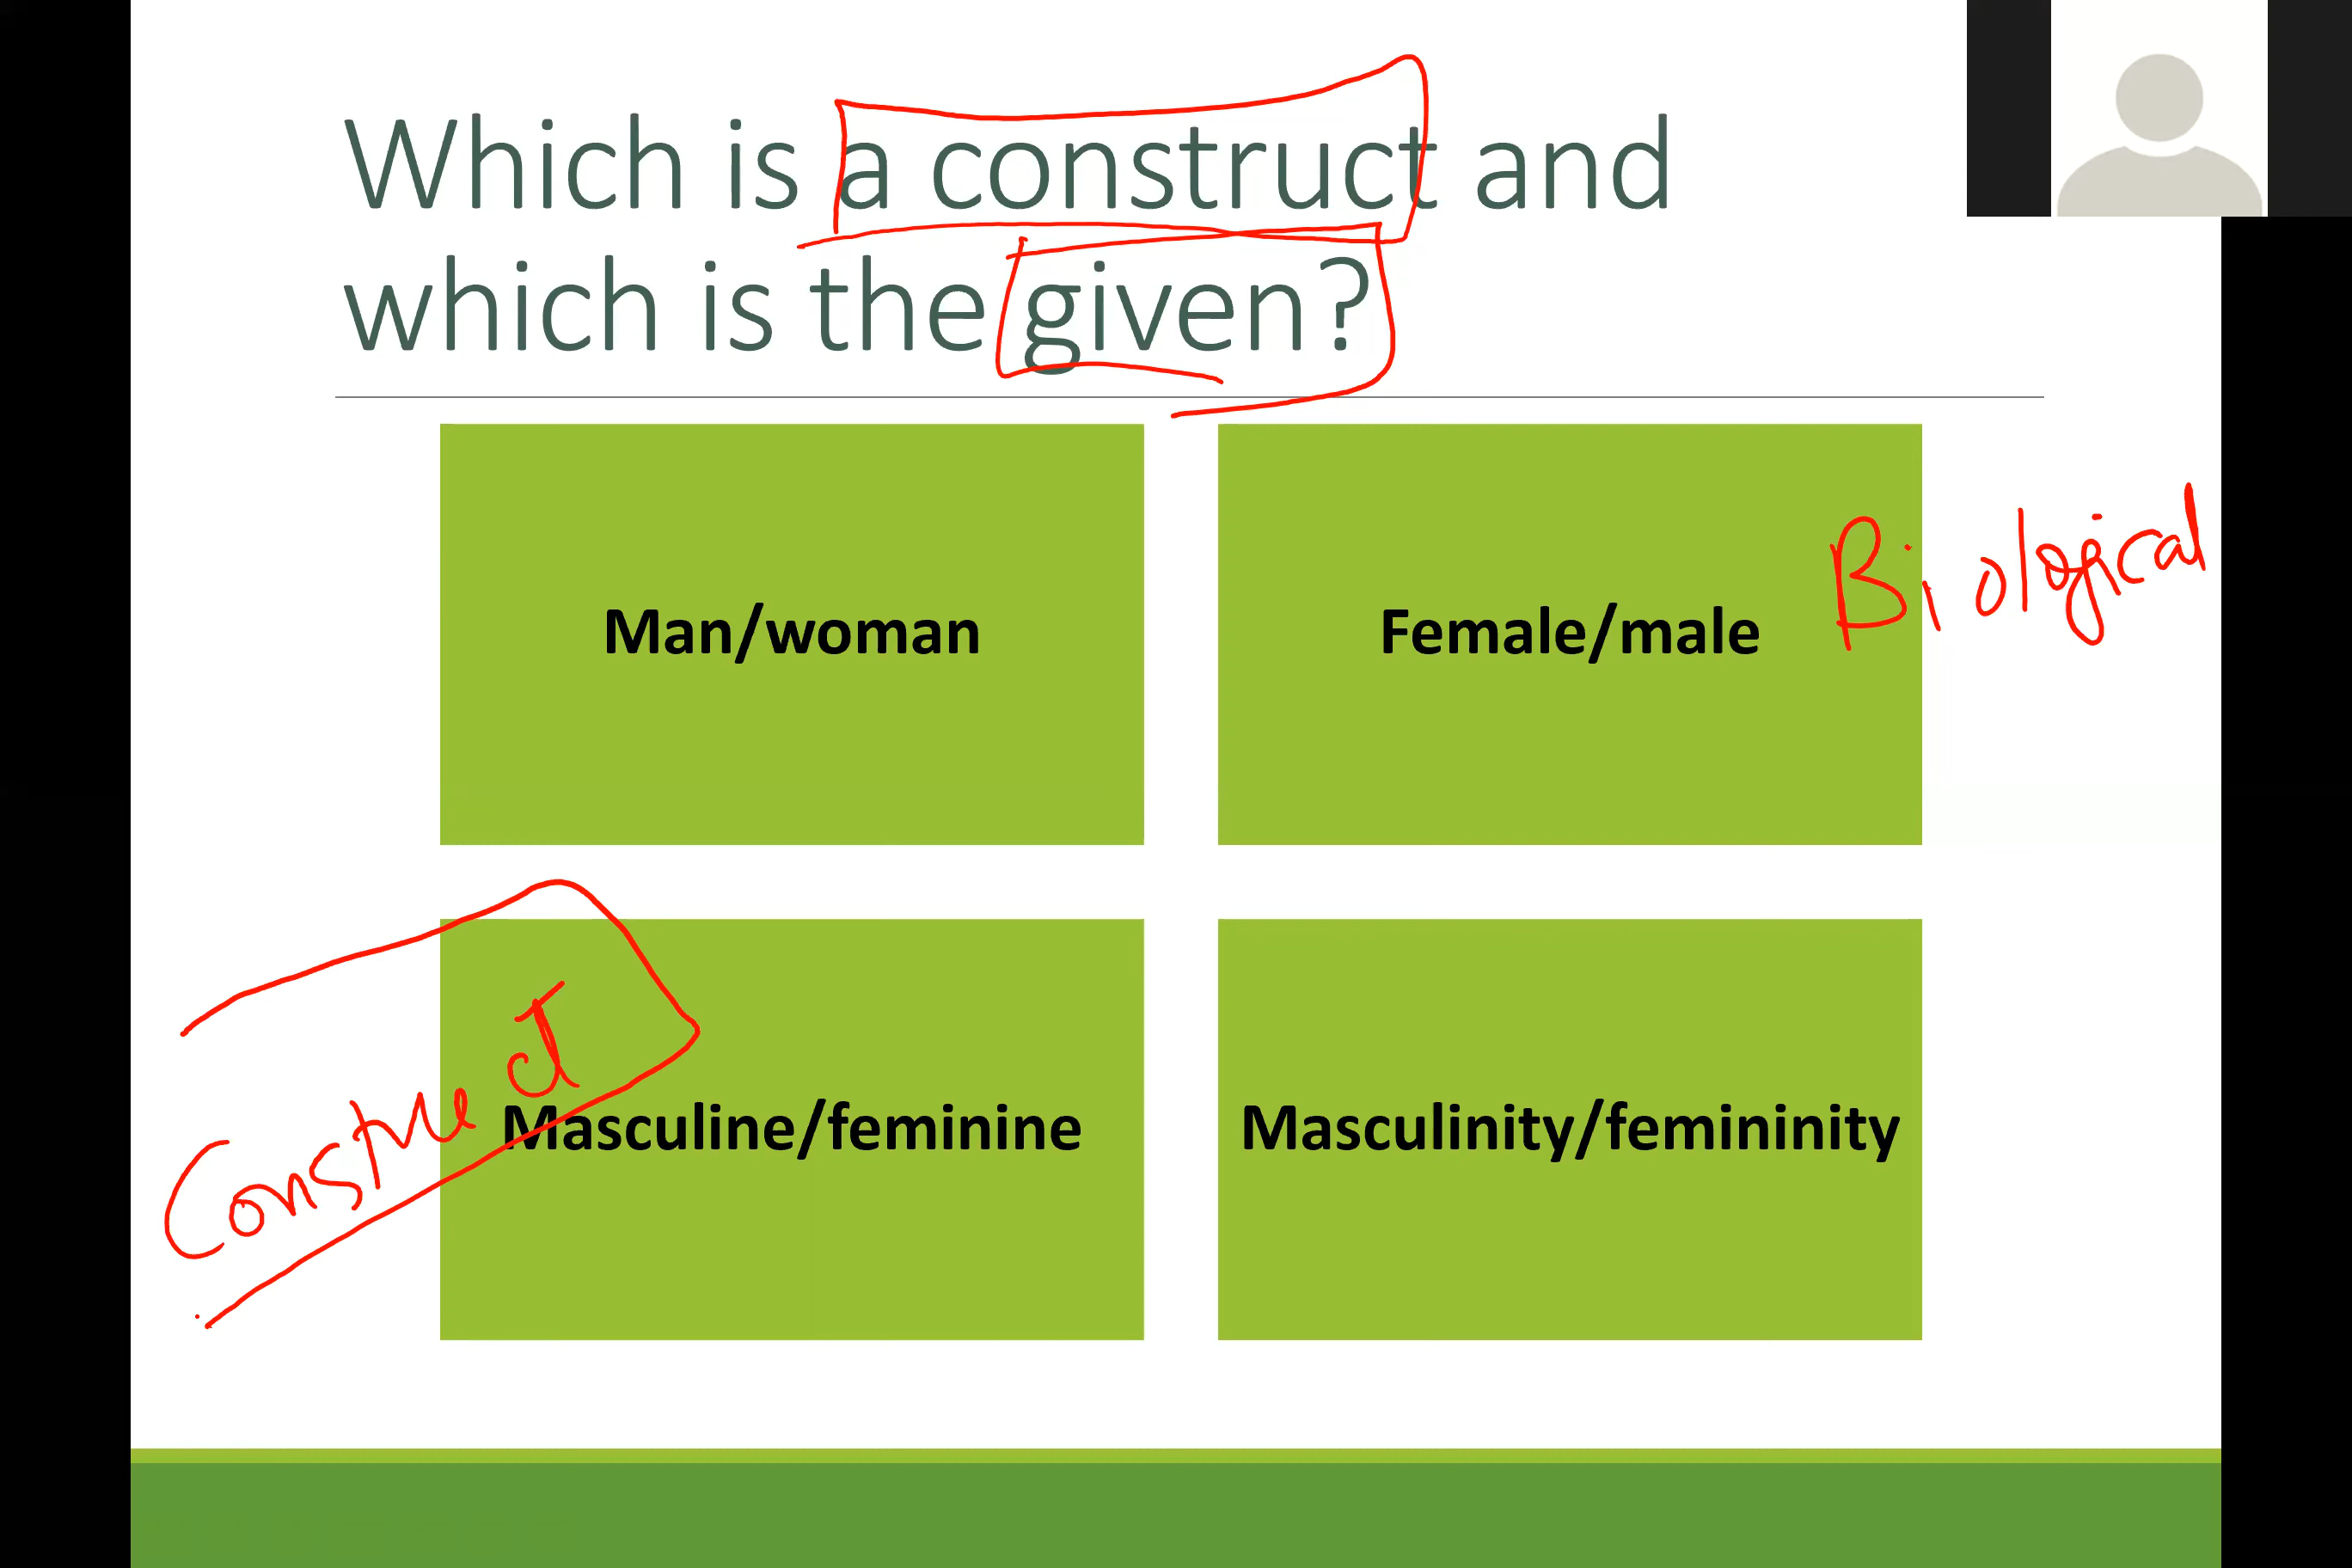 Which is a construct and
which is the given?
Man/woman
Female/male
Biological
Construct
Masculine/feminine
Masculinity/femininity